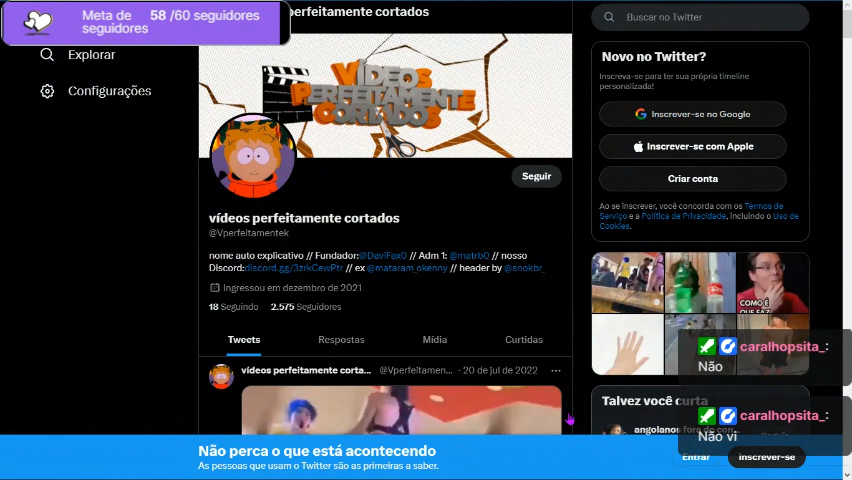 Meta de seguidores
58 /60 seguidores
perfeitamente cortados
Buscar no Twitter
Explorar
Configurações
VÍDEOS
PERFEITAMENTE
CORTADOS
Seguir
vídeos perfeitamente cortados
@Vperfeitamentek
nome auto explicativo // Fundador:@DaviFax0 // Adm 1: @matrb0 // nosso
Discord:discord.gg/3zrkCewPtr // ex @mataram_okenny // header by @snokbr_
Ingressou em dezembro de 2021
18 Seguindo 2.575 Seguidores
Tweets Respostas Mídia Curtidas
vídeos perfeitamente corta... @Vperfeitamen... · 20 de jul de 2022
Novo no Twitter?
Inscreva-se para ter sua própria timeline
personalizada!
Inscrever-se no Google
Inscrever-se com Apple
Criar conta
Ao se inscrever, você concorda com os Termos de
Serviço e a Política de Privacidade, incluindo o Uso de
Cookies.
COMO É
QUE FAZ
caralhopsita_:
Não
Talvez você curta
caralhopsita_:
Não vi
angolanos fora de con...
Não perca o que está acontecendo
As pessoas que usam o Twitter são as primeiras a saber.
Entrar
Inscrever-se